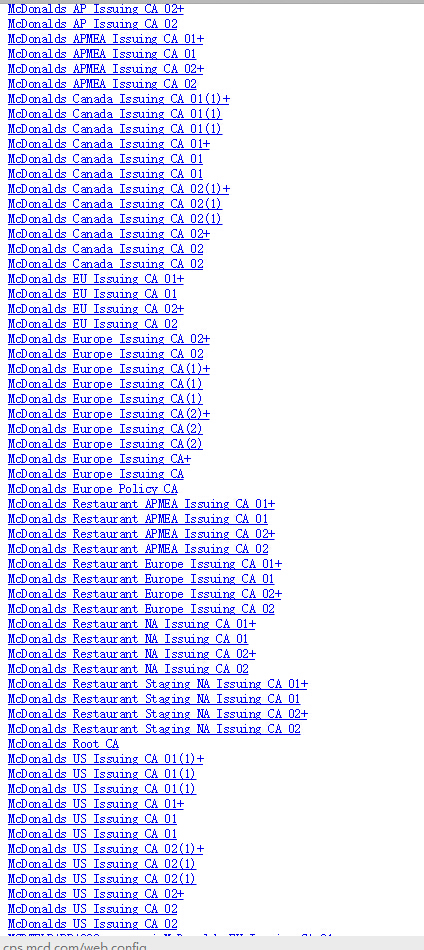 McDonalds AP Issuing CA 02+
McDonalds AP Issuing CA 02
McDonalds APMEA Issuing CA 01+
McDonalds APMEA Issuing CA 01
McDonalds APMEA Issuing CA 02+
McDonalds APMEA Issuing CA 02
McDonalds Canada Issuing CA 01(1)+
McDonalds Canada Issuing CA 01(1)
McDonalds Canada Issuing CA 01(1)
McDonalds Canada Issuing CA 01+
McDonalds Canada Issuing CA 01
McDonalds Canada Issuing CA 01
McDonalds Canada Issuing CA 02(1)+
McDonalds Canada Issuing CA 02(1)
McDonalds Canada Issuing CA 02(1)
McDonalds Canada Issuing CA 02+
McDonalds Canada Issuing CA 02
McDonalds Canada Issuing CA 02
McDonalds EU Issuing CA 01+
McDonalds EU Issuing CA 01
McDonalds EU Issuing CA 02+
McDonalds EU Issuing CA 02
McDonalds Europe Issuing CA 02+
McDonalds Europe Issuing CA 02
McDonalds Europe Issuing CA(1)+
McDonalds Europe Issuing CA(1)
McDonalds Europe Issuing CA(1)
McDonalds Europe Issuing CA(2)+
McDonalds Europe Issuing CA(2)
McDonalds Europe Issuing CA(2)
McDonalds Europe Issuing CA+
McDonalds Europe Issuing CA
McDonalds Europe Policy CA
McDonalds Restaurant APMEA Issuing CA 01+
McDonalds Restaurant APMEA Issuing CA 01
McDonalds Restaurant APMEA Issuing CA 02+
McDonalds Restaurant APMEA Issuing CA 02
McDonalds Restaurant Europe Issuing CA 01+
McDonalds Restaurant Europe Issuing CA 01
McDonalds Restaurant Europe Issuing CA 02+
McDonalds Restaurant Europe Issuing CA 02
McDonalds Restaurant NA Issuing CA 01+
McDonalds Restaurant NA Issuing CA 01
McDonalds Restaurant NA Issuing CA 02+
McDonalds Restaurant NA Issuing CA 02
McDonalds Restaurant Staging NA Issuing CA 01+
McDonalds Restaurant Staging NA Issuing CA 01
McDonalds Restaurant Staging NA Issuing CA 02+
McDonalds Restaurant Staging NA Issuing CA 02
McDonalds Root CA
McDonalds US Issuing CA 01(1)+
McDonalds US Issuing CA 01(1)
McDonalds US Issuing CA 01(1)
McDonalds US Issuing CA 01+
McDonalds US Issuing CA 01
McDonalds US Issuing CA 01
McDonalds US Issuing CA 02(1)+
McDonalds US Issuing CA 02(1)
McDonalds US Issuing CA 02(1)
McDonalds US Issuing CA 02+
McDonalds US Issuing CA 02
McDonalds US Issuing CA 02
cps.mcd.com/web.config